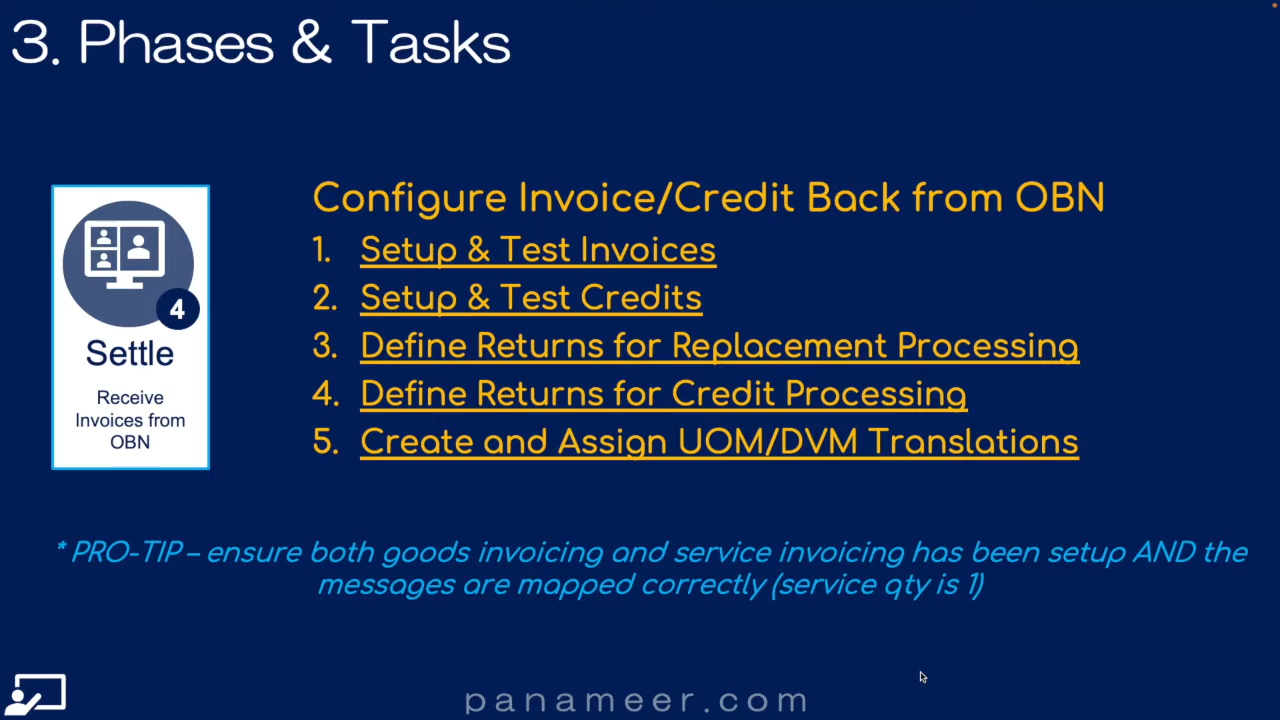 3. Phases & Tasks
4
Settle
Receive
Invoices from
OBN
Configure Invoice/Credit Back from OBN
1. Setup & Test Invoices
2. Setup & Test Credits
3. Define Returns for Replacement Processing
4. Define Returns for Credit Processing
5. Create and Assign UOM/DVM Translations
* PRO-TIP – ensure both goods invoicing and service invoicing has been setup AND the
messages are mapped correctly (service qty is 1)
panameer.com